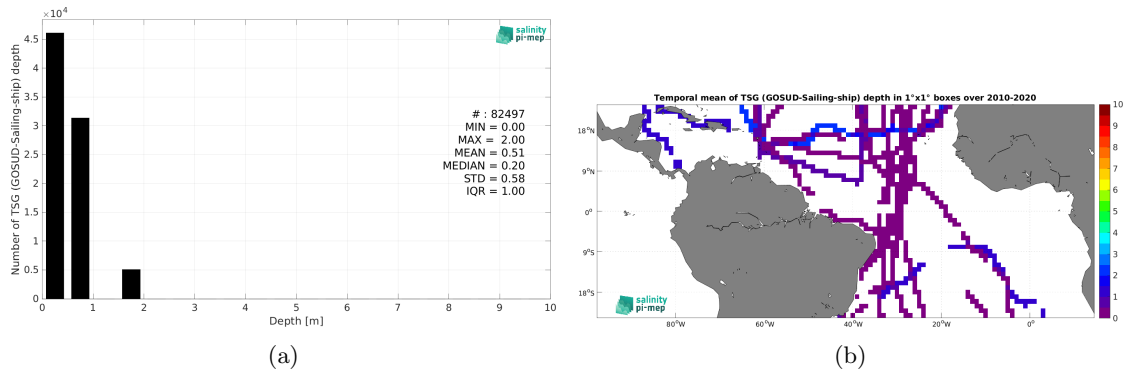 ×10⁴
4.5
4
3.5
3
2.5
2
1.5
1
0.5
0
Number of TSG (GOSUD-Sailing-ship) depth
0 1 2 3 4 5 6 7 8 9 10
Depth [m]
salinity
pi-mep
# : 82497
MIN = 0.00
MAX = 2.00
MEAN = 0.51
MEDIAN = 0.20
STD = 0.58
IQR = 1.00
(a)
Temporal mean of TSG (GOSUD-Sailing-ship) depth in 1°x1° boxes over 2010-2020
18°N
9°N
0°
9°S
18°S
80°W 60°W 40°W 20°W 0°
salinity
pi-mep
10
9
8
7
6
5
4
3
2
1
0
(b)